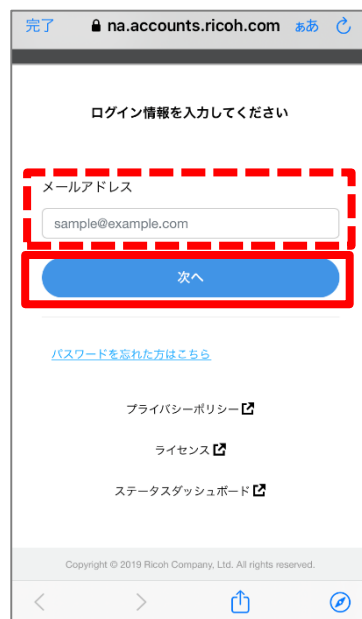 完了 na.accounts.ricoh.com ぁあ
ログイン情報を入力してください
メールアドレス
sample@example.com
次へ
パスワードを忘れた方はこちら
プライバシーポリシー
ライセンス
ステータスダッシュボード
Copyright © 2019 Ricoh Company, Ltd. All rights reserved.